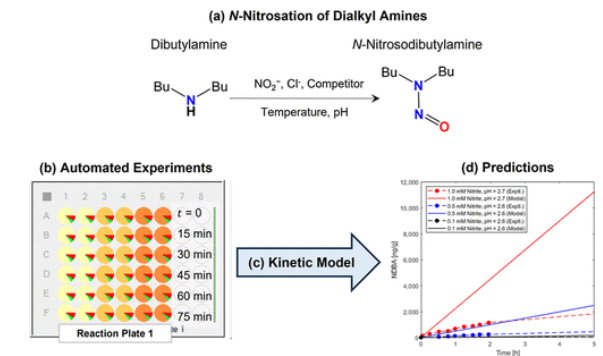 (a) N-Nitrosation of Dialkyl Amines
Dibutylamine
N-Nitrosodibutylamine
Bu
Bu
N
H
NO₂⁻, Cl⁻, Competitor
Temperature, pH
Bu
Bu
N
N
O
(b) Automated Experiments
1 2 3 4 5 6 7 8
A
B
C
D
E
F
t = 0
15 min
30 min
45 min
60 min
75 min
Reaction Plate 1
(c) Kinetic Model
(d) Predictions
12,000
10,000
8,000
6,000
4,000
2,000
0
NDBA [ng/g]
1.0 mM Nitrite, pH = 2.7 (Exptl.)
1.0 mM Nitrite, pH = 2.7 (Model)
0.5 mM Nitrite, pH = 2.6 (Exptl.)
0.5 mM Nitrite, pH = 2.6 (Model)
0.1 mM Nitrite, pH = 2.6 (Exptl.)
0.1 mM Nitrite, pH = 2.6 (Model)
0 1 2 3 4 5
Time [h]